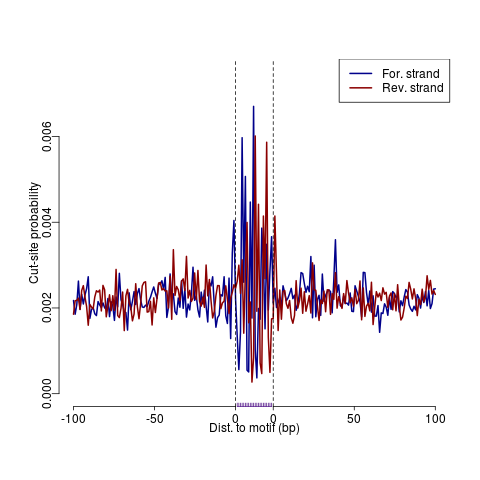 For. strand
Rev. strand
Cut-site probability
0.006
0.004
0.002
0.000
-100 -50 0 0 50 100
Dist. to motif (bp)